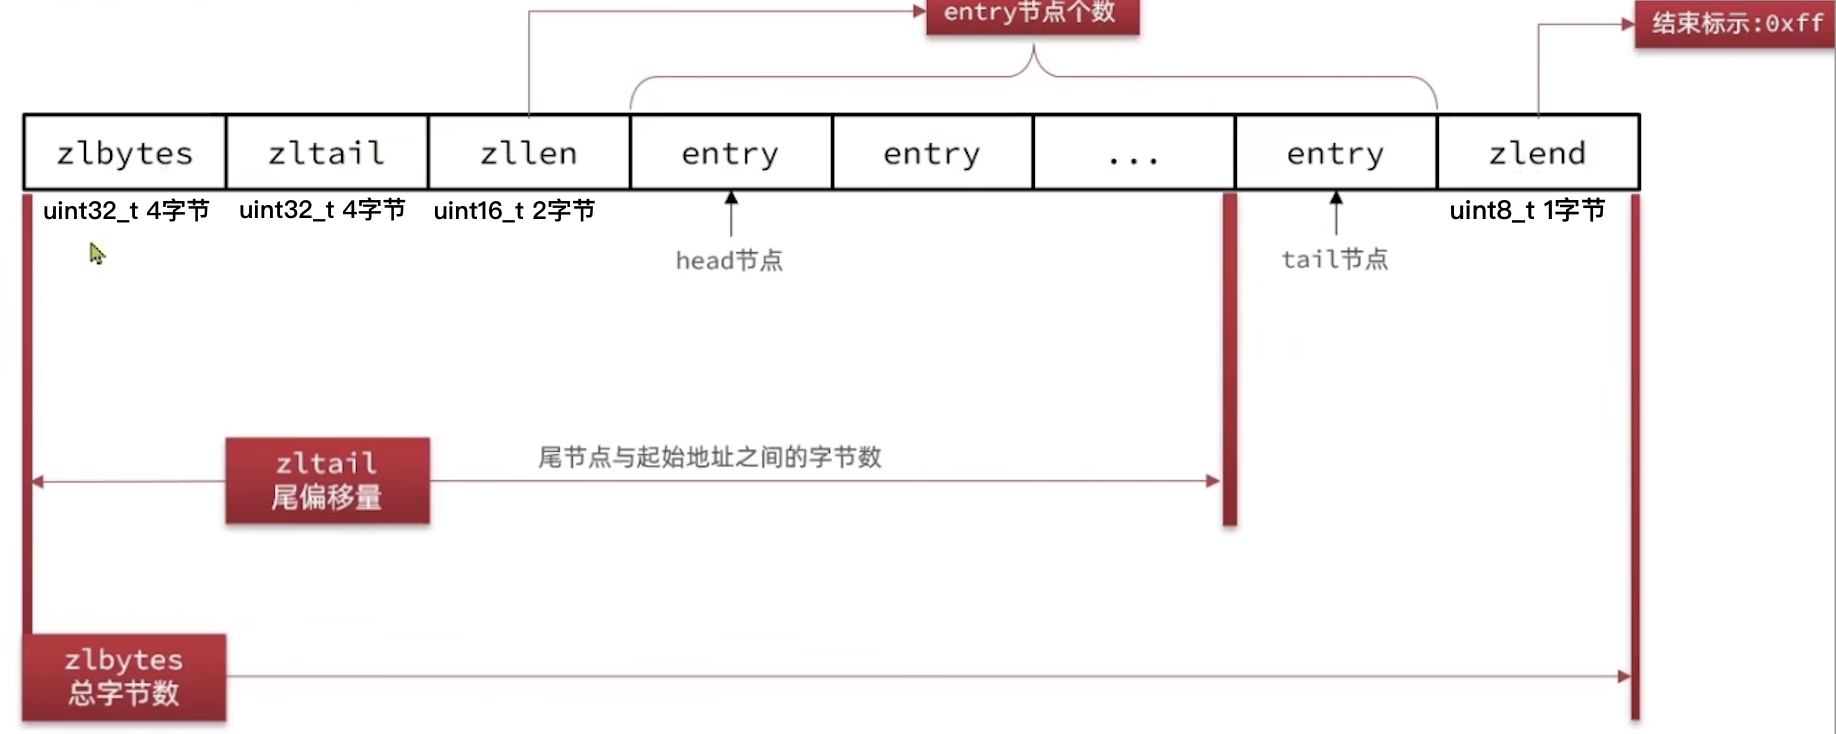 entry节点个数
结束标示:0xff
zlbytes
zltail
zllen
entry
entry
...
entry
zlend
uint32_t 4字节
uint32_t 4字节
uint16_t 2字节
uint8_t 1字节
head节点
tail节点
zltail
尾偏移量
尾节点与起始地址之间的字节数
zlbytes
总字节数